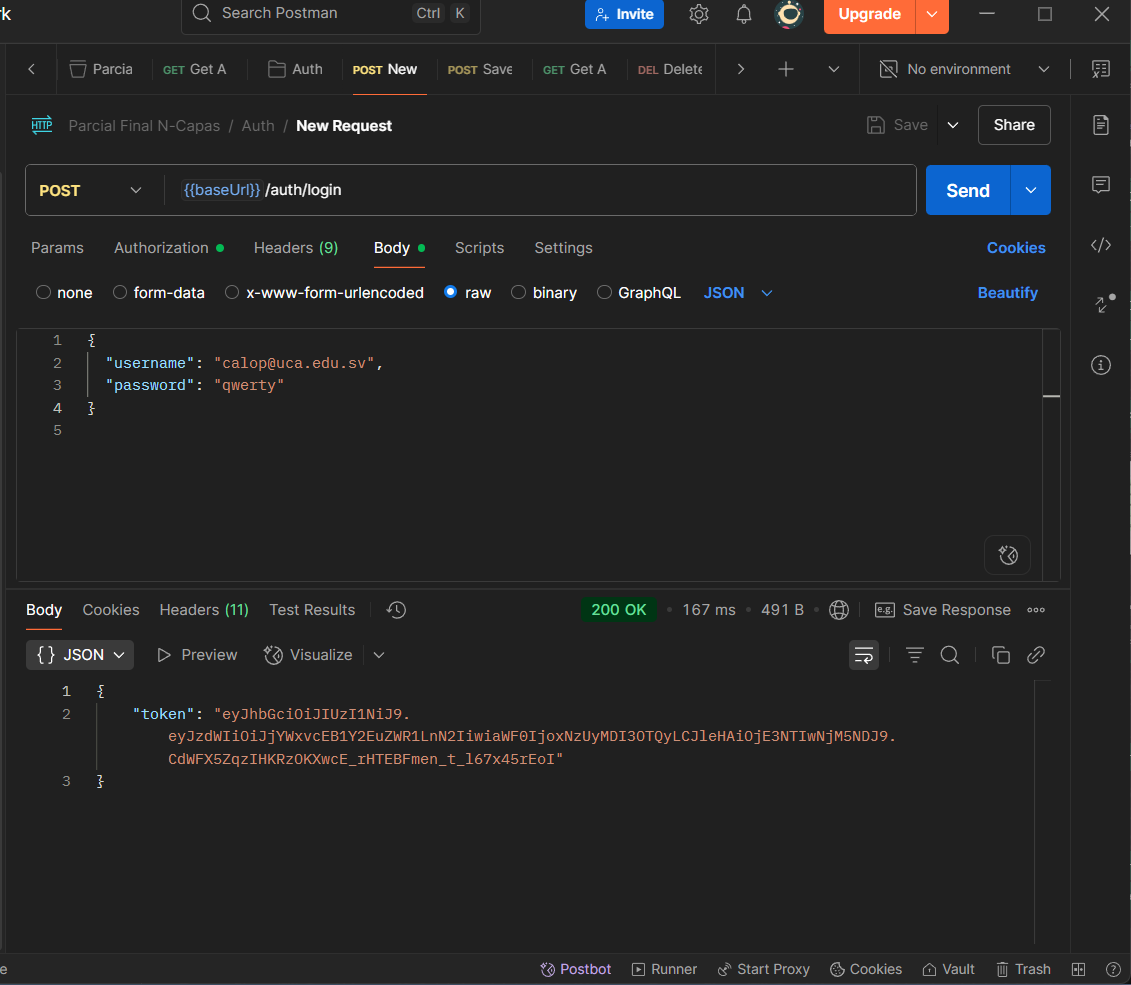 rk
Search Postman Ctrl K Invite Upgrade
Parcia GET Get A Auth POST New POST Save GET Get A DEL Delete No environment
HTTP Parcial Final N-Capas / Auth / New Request Save Share
POST {{baseUrl}}/auth/login Send
Params Authorization Headers (9) Body Scripts Settings Cookies
none form-data x-www-form-urlencoded raw binary GraphQL JSON Beautify
1 {
2 "username": "calop@uca.edu.sv",
3 "password": "qwerty"
4 }
5
Body Cookies Headers (11) Test Results 200 OK • 167 ms • 491 B • e.g. Save Response
{} JSON Preview Visualize
1 {
2 "token": "eyJhbGciOiJIUzI1NiJ9.
eyJzdWIiOiJjYWxvcEB1Y2EuZWR1LnN2IiwiaWF0IjoxNzUyMDI3OTQyLCJleHAiOjE3NTIwNjM5NDJ9.
CdWFX5ZqzIHKRzOKXwcE_rHTEBFmen_t_l67x45rEoI"
3 }
e Postbot Runner Start Proxy Cookies Vault Trash